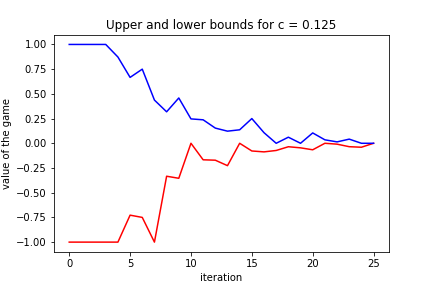 Upper and lower bounds for c = 0.125
1.00
0.75
0.50
0.25
0.00
−0.25
−0.50
−0.75
−1.00
value of the game
0 5 10 15 20 25
iteration